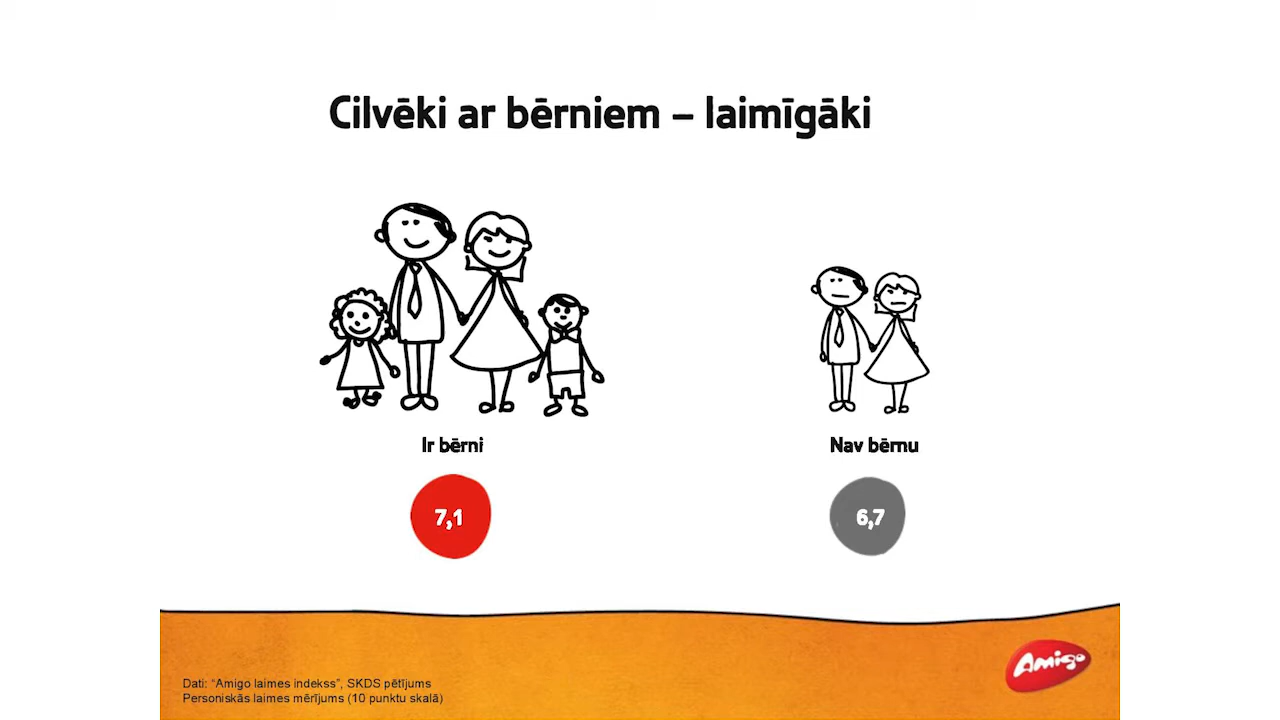 Cilvēki ar bērniem – laimīgāki
Ir bērni
Nav bērnu
7,1
6,7
Amigo
Dati: “Amigo laimes indekss”, SKDS pētījums
Personiskās laimes mērījums (10 punktu skalā)